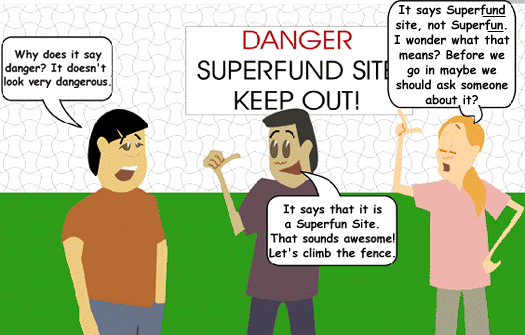 Why does it say
danger? It doesn't
look very dangerous.
DANGER
SUPERFUND SITE
KEEP OUT!
It says that it is
a Superfun Site.
That sounds awesome!
Let's climb the fence.
It says Superfund
site, not Superfun.
I wonder what that
means? Before we
go in maybe we
should ask someone
about it?